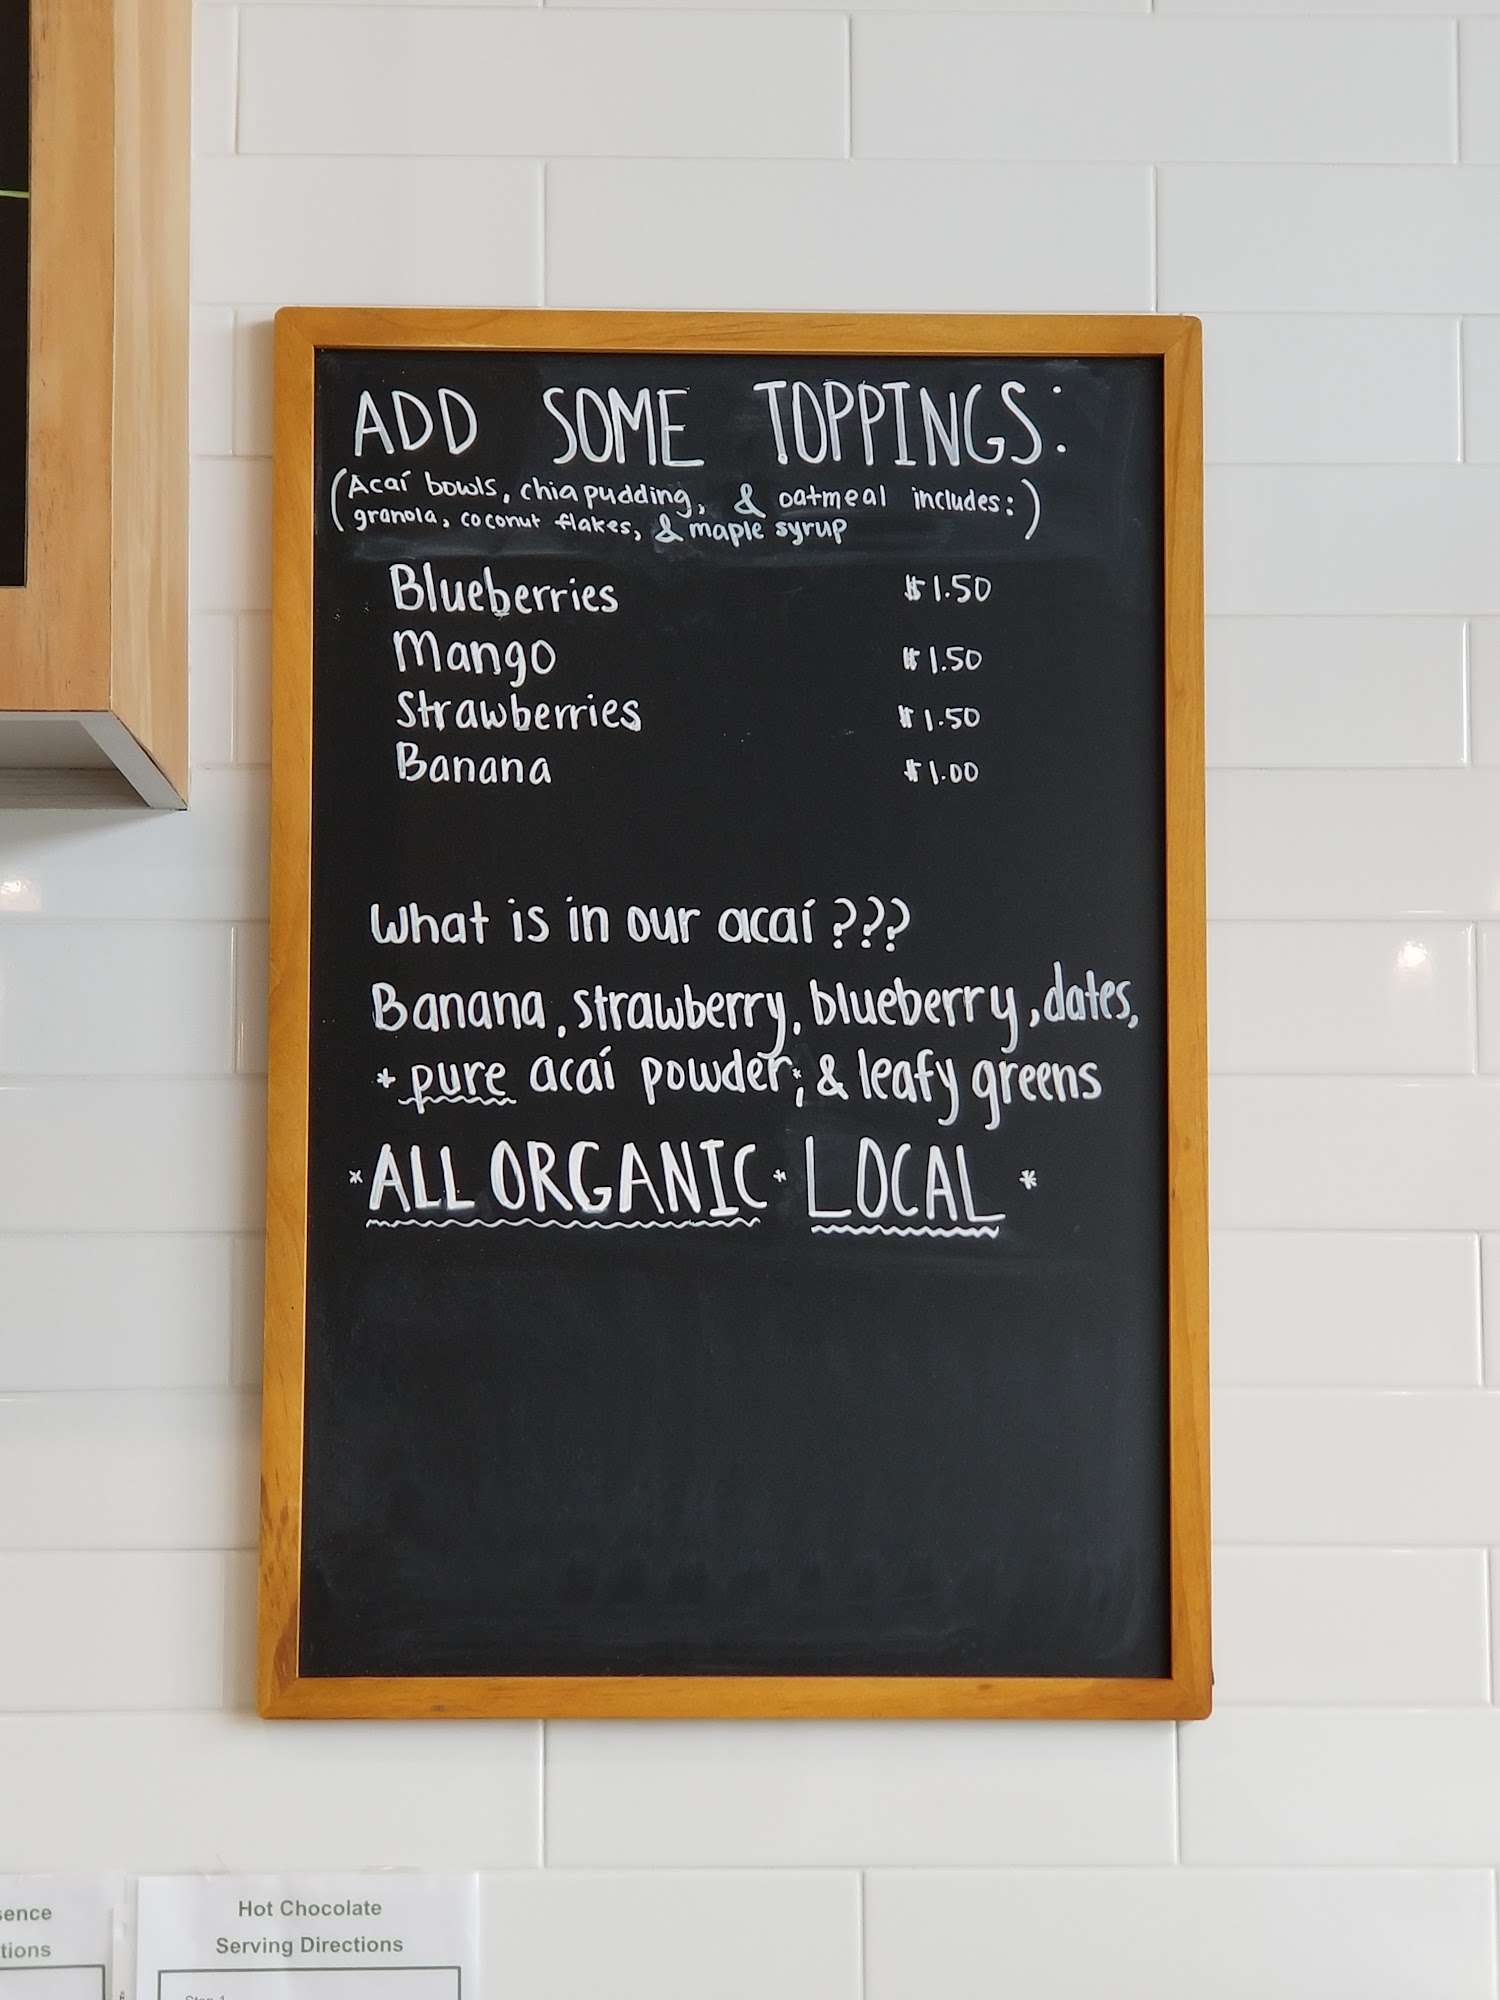 ADD SOME TOPPINGS:
(Acaí bowls, chia pudding, & oatmeal includes:)
granola, coconut flakes, & maple syrup
Blueberries $1.50
Mango $1.50
Strawberries $1.50
Banana $1.00
What is in our acaí???
Banana, strawberry, blueberry, dates,
*pure acaí powder*, & leafy greens
*ALL ORGANIC * LOCAL *
Hot Chocolate
Serving Directions